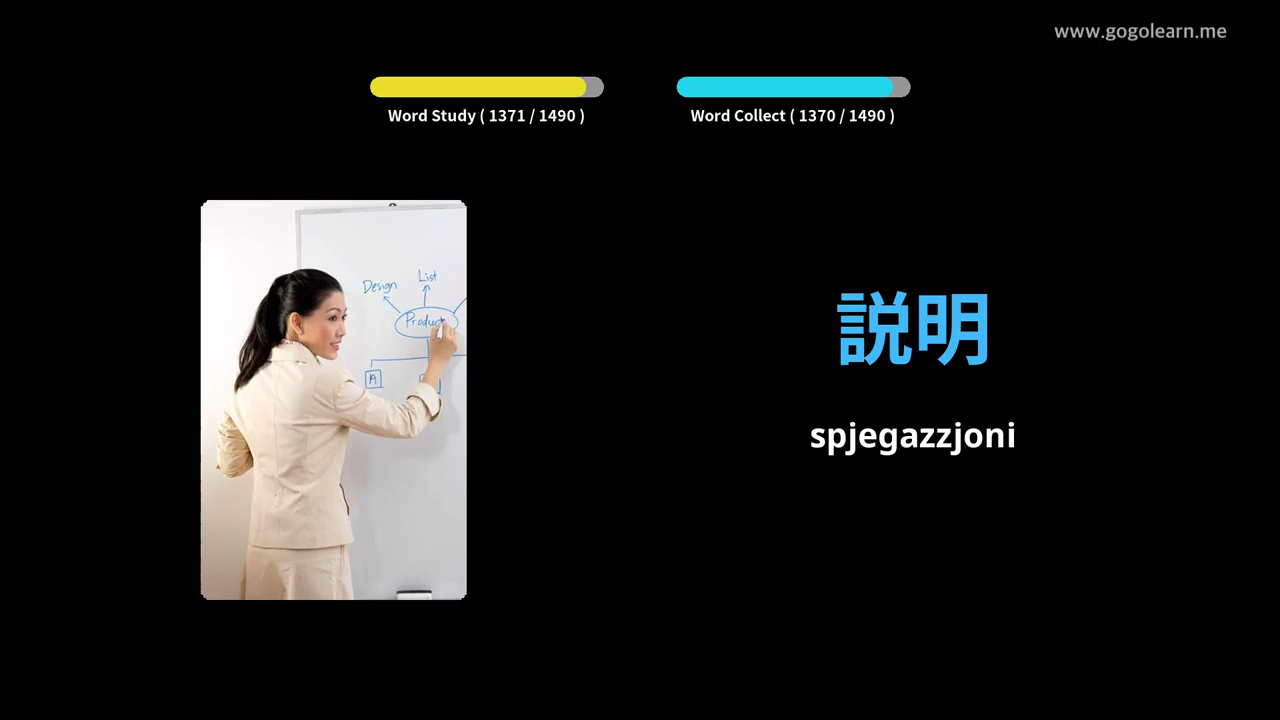 www.gogolearn.me
Word Study ( 1371 / 1490 )
Word Collect ( 1370 / 1490 )
Design
List
Product
A
説明
spjegazzjoni